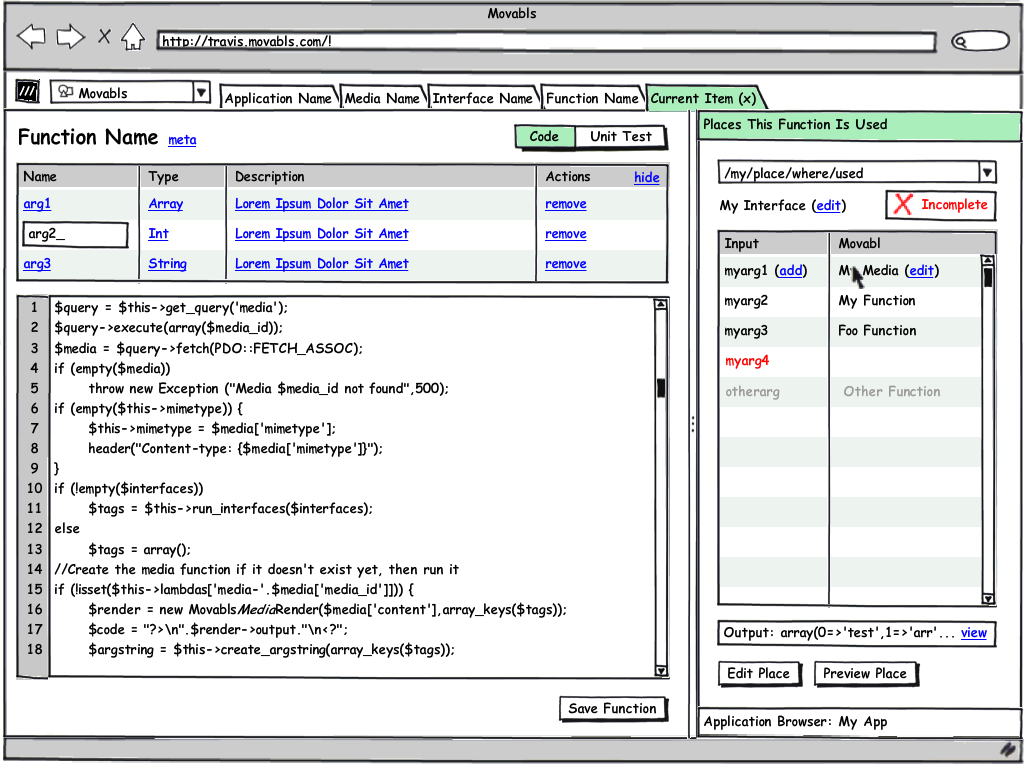 Movabls
http://travis.movabls.com/!
Movabls
Application Name
Media Name
Interface Name
Function Name
Current Item (x)
Function Name meta
Code
Unit Test
Name Type Description Actions hide
arg1 Array Lorem Ipsum Dolor Sit Amet remove
arg2_ Int Lorem Ipsum Dolor Sit Amet remove
arg3 String Lorem Ipsum Dolor Sit Amet remove
1 $query = $this->get_query('media');
2 $query->execute(array($media_id));
3 $media = $query->fetch(PDO::FETCH_ASSOC);
4 if (empty($media))
5 throw new Exception ("Media $media_id not found",500);
6 if (empty($this->mimetype)) {
7 $this->mimetype = $media['mimetype'];
8 header("Content-type: {$media['mimetype']}");
9 }
10 if (!empty($interfaces))
11 $tags = $this->run_interfaces($interfaces);
12 else
13 $tags = array();
14 //Create the media function if it doesn't exist yet, then run it
15 if (!isset($this->lambdas['media-'.$media['media_id']])) {
16 $render = new MovablsMediaRender($media['content'],array_keys($tags));
17 $code = "?>\n".$render->output."\n<?";
18 $argstring = $this->create_argstring(array_keys($tags));
Save Function
Places This Function Is Used
/my/place/where/used
My Interface (edit)
Incomplete
Input Movabl
myarg1 (add) My Media (edit)
myarg2 My Function
myarg3 Foo Function
myarg4
otherarg Other Function
Output: array(0=>'test',1=>'arr'... view
Edit Place
Preview Place
Application Browser: My App